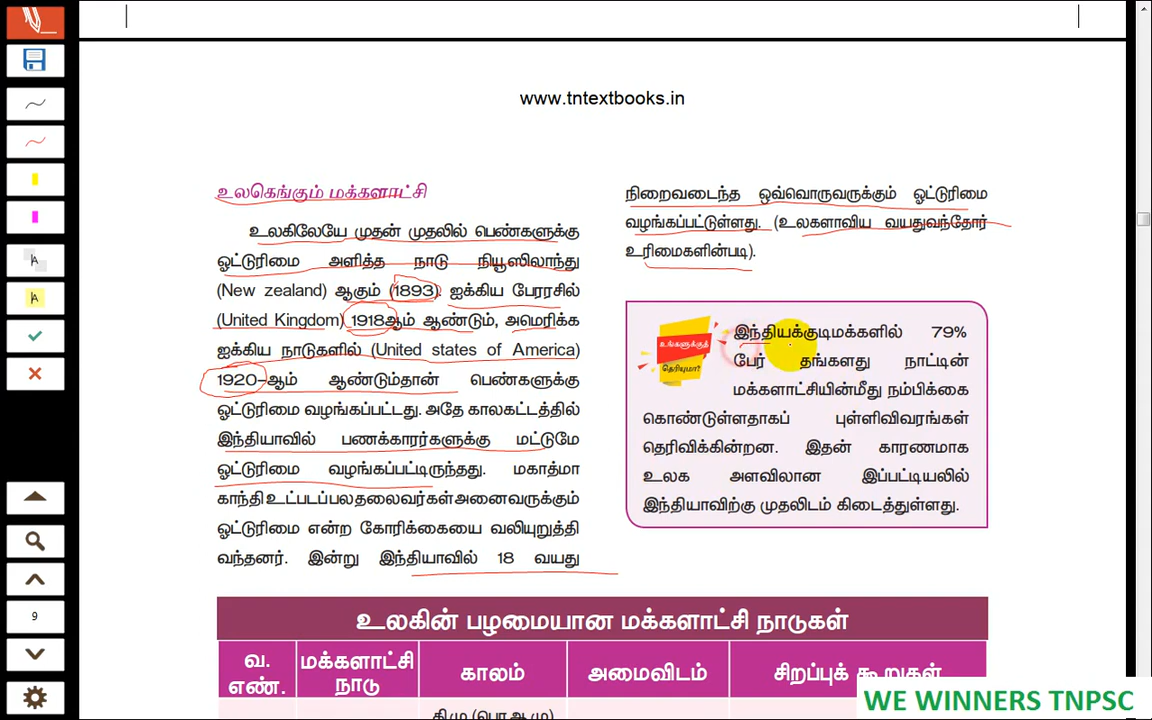 www.tntextbooks.in
உலகெங்கும் மக்களாட்சி
உலகிலேயே முதன் முதலில் பெண்களுக்கு
ஓட்டுரிமை அளித்த நாடு நியூஸிலாந்து
(New zealand) ஆகும் (1893). ஐக்கிய பேரரசில்
(United Kingdom) 1918ஆம் ஆண்டும், அமெரிக்க
ஐக்கிய நாடுகளில் (United states of America)
1920–ஆம் ஆண்டும்தான் பெண்களுக்கு
ஓட்டுரிமை வழங்கப்பட்டது. அதே காலகட்டத்தில்
இந்தியாவில் பணக்காரர்களுக்கு மட்டுமே
ஓட்டுரிமை வழங்கப்பட்டிருந்தது. மகாத்மா
காந்தி உட்படப் பல தலைவர்கள் அனைவருக்கும்
ஓட்டுரிமை என்ற கோரிக்கையை வலியுறுத்தி
வந்தனர். இன்று இந்தியாவில் 18 வயது
நிறைவடைந்த ஒவ்வொருவருக்கும் ஓட்டுரிமை
வழங்கப்பட்டுள்ளது. (உலகளாவிய வயதுவந்தோர்
உரிமைகளின்படி).
உங்களுக்குத்
தெரியுமா?
இந்தியக்குடிமக்களில் 79%
பேர் தங்களது நாட்டின்
மக்களாட்சியின்மீது நம்பிக்கை
கொண்டுள்ளதாகப் புள்ளிவிவரங்கள்
தெரிவிக்கின்றன. இதன் காரணமாக
உலக அளவிலான இப்பட்டியலில்
இந்தியாவிற்கு முதலிடம் கிடைத்துள்ளது.
உலகின் பழமையான மக்களாட்சி நாடுகள்
வ. எண்.
மக்களாட்சி நாடு
காலம்
அமைவிடம்
சிறப்புக் கூறுகள்
கி.மு (பொ.ஆ.மு)
9
WE WINNERS TNPSC